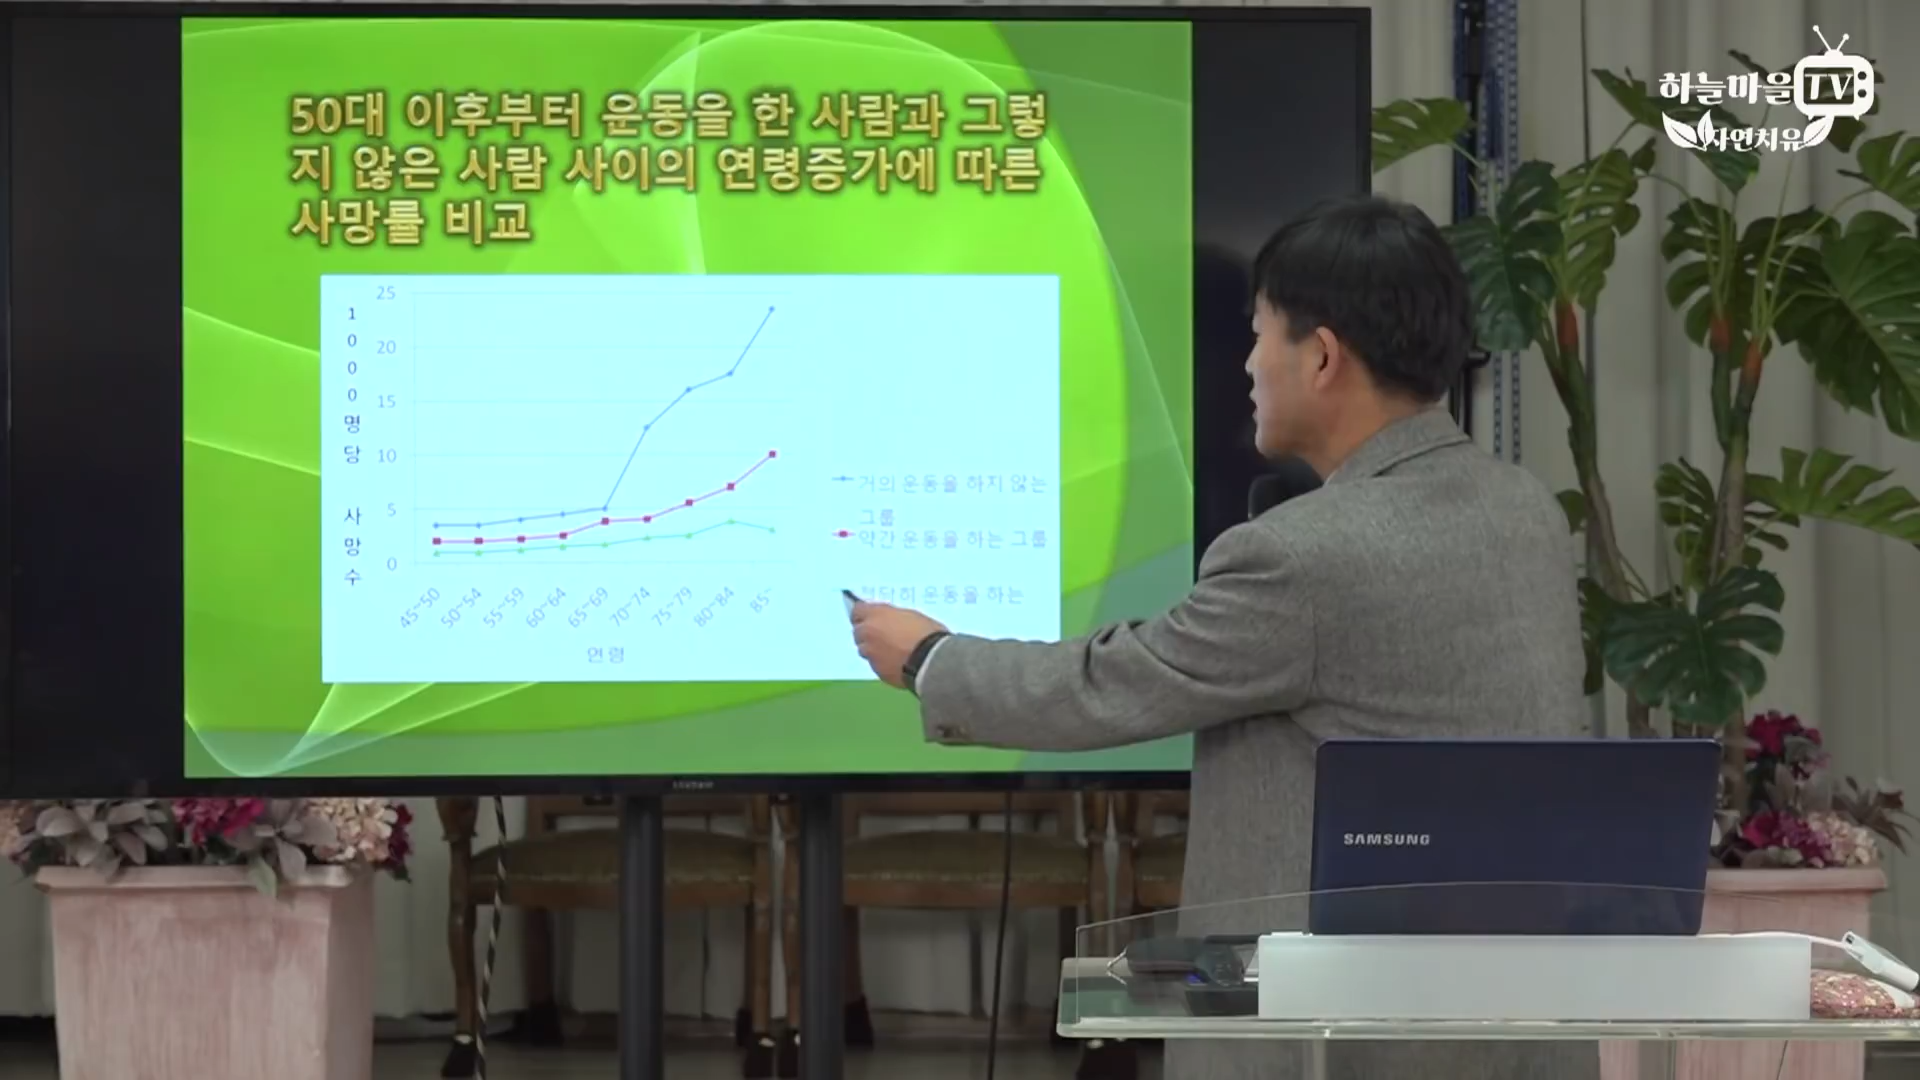 50대 이후부터 운동을 한 사람과 그렇
지 않은 사람 사이의 연령증가에 따른
사망률 비교
1000명당 사망수
25
20
15
10
5
0
45~50
50~54
55~59
60~64
65~69
70~74
75~79
80~84
85~
연령
거의 운동을 하지 않는
그룹
약간 운동을 하는 그룹
운동을 하는
하늘마을 TV
자연치유
SAMSUNG